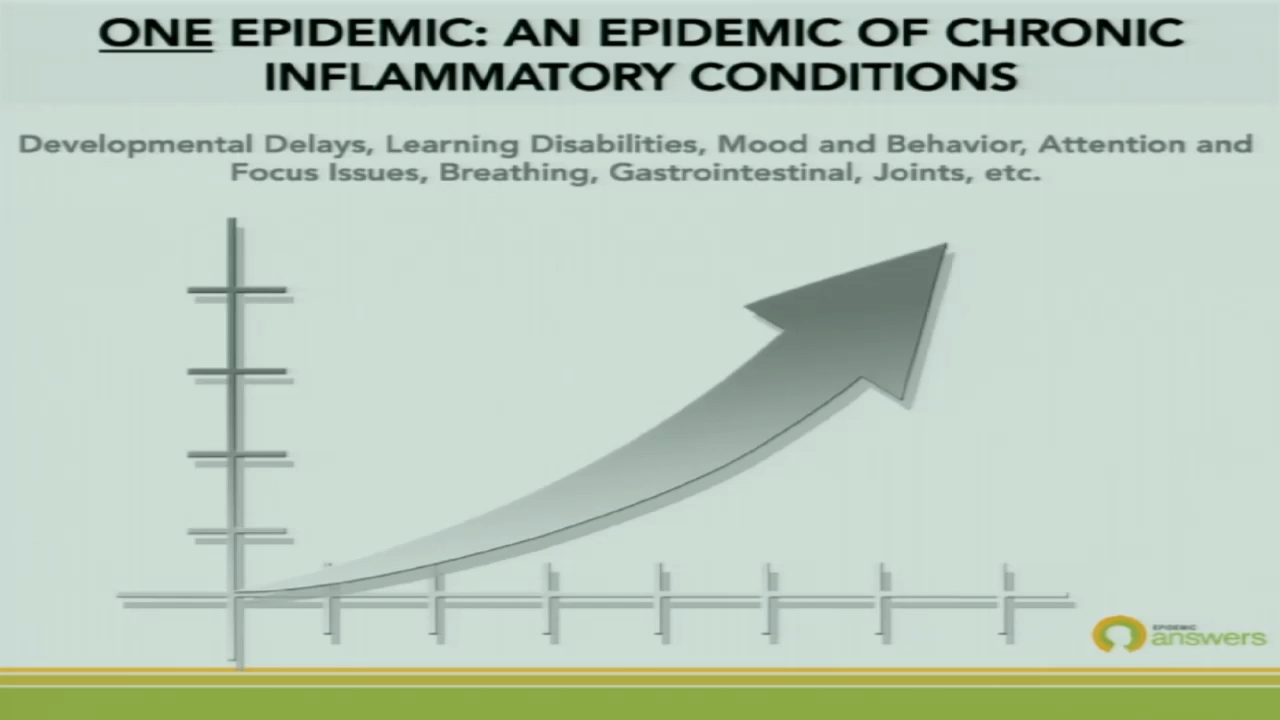 ONE EPIDEMIC: AN EPIDEMIC OF CHRONIC
INFLAMMATORY CONDITIONS
Developmental Delays, Learning Disabilities, Mood and Behavior, Attention and
Focus Issues, Breathing, Gastrointestinal, Joints, etc.
EPIDEMIC
answers